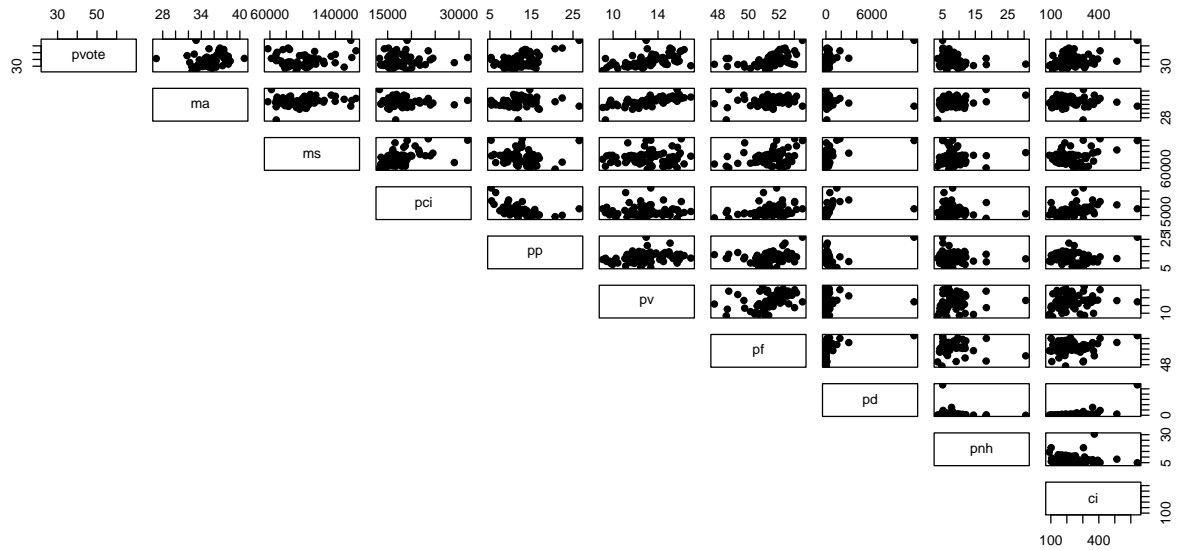 30 50 28 34 40 60000 140000 15000 30000 5 15 25 10 14 48 50 52 0 6000 5 15 25 100 400
30 pvote 30
ma 28
ms 60000
pci 15000
pp 5 25
pv 10
pf 48
pd 0
pnh 5 30
ci 100
100 400